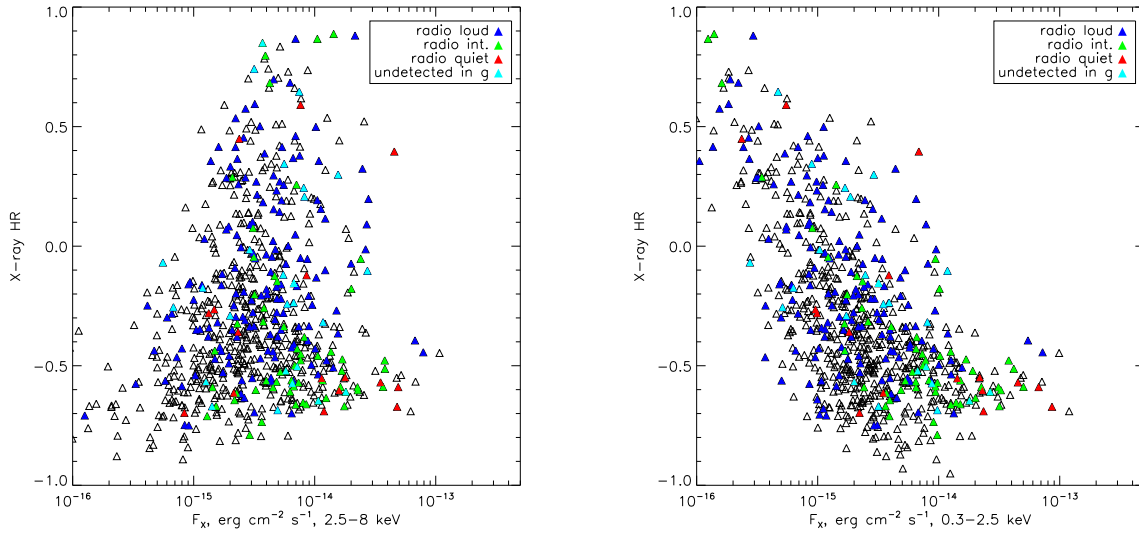 1.0
0.5
0.0
−0.5
−1.0
X−ray HR
10⁻¹⁶ 10⁻¹⁵ 10⁻¹⁴ 10⁻¹³
Fₓ, erg cm⁻² s⁻¹, 2.5−8 keV
radio loud
radio int.
radio quiet
undetected in g
1.0
0.5
0.0
−0.5
−1.0
X−ray HR
10⁻¹⁶ 10⁻¹⁵ 10⁻¹⁴ 10⁻¹³
Fₓ, erg cm⁻² s⁻¹, 0.3−2.5 keV
radio loud
radio int.
radio quiet
undetected in g